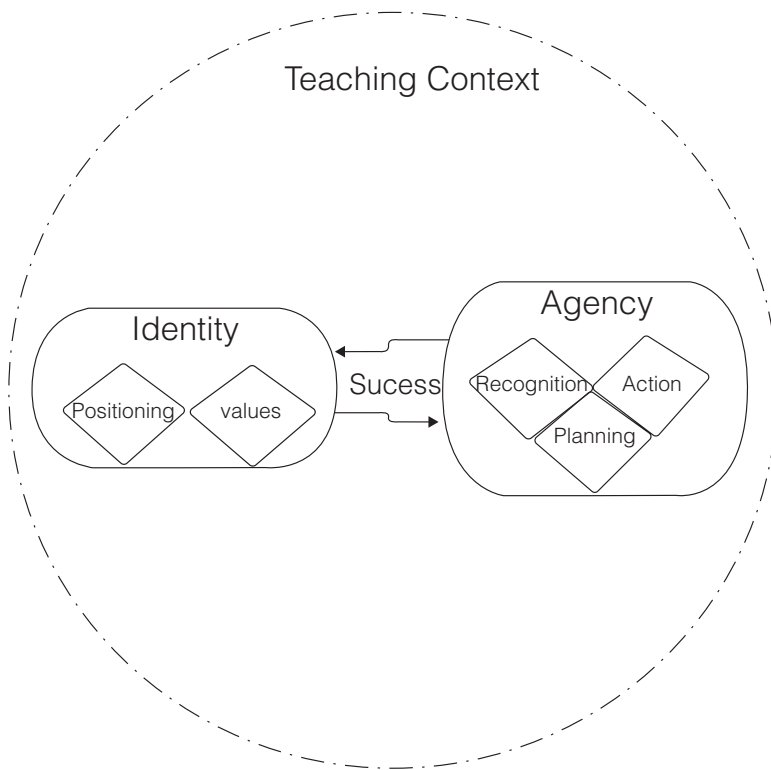 Teaching Context
Identity
Positioning
values
Sucess
Agency
Recognition
Action
Planning